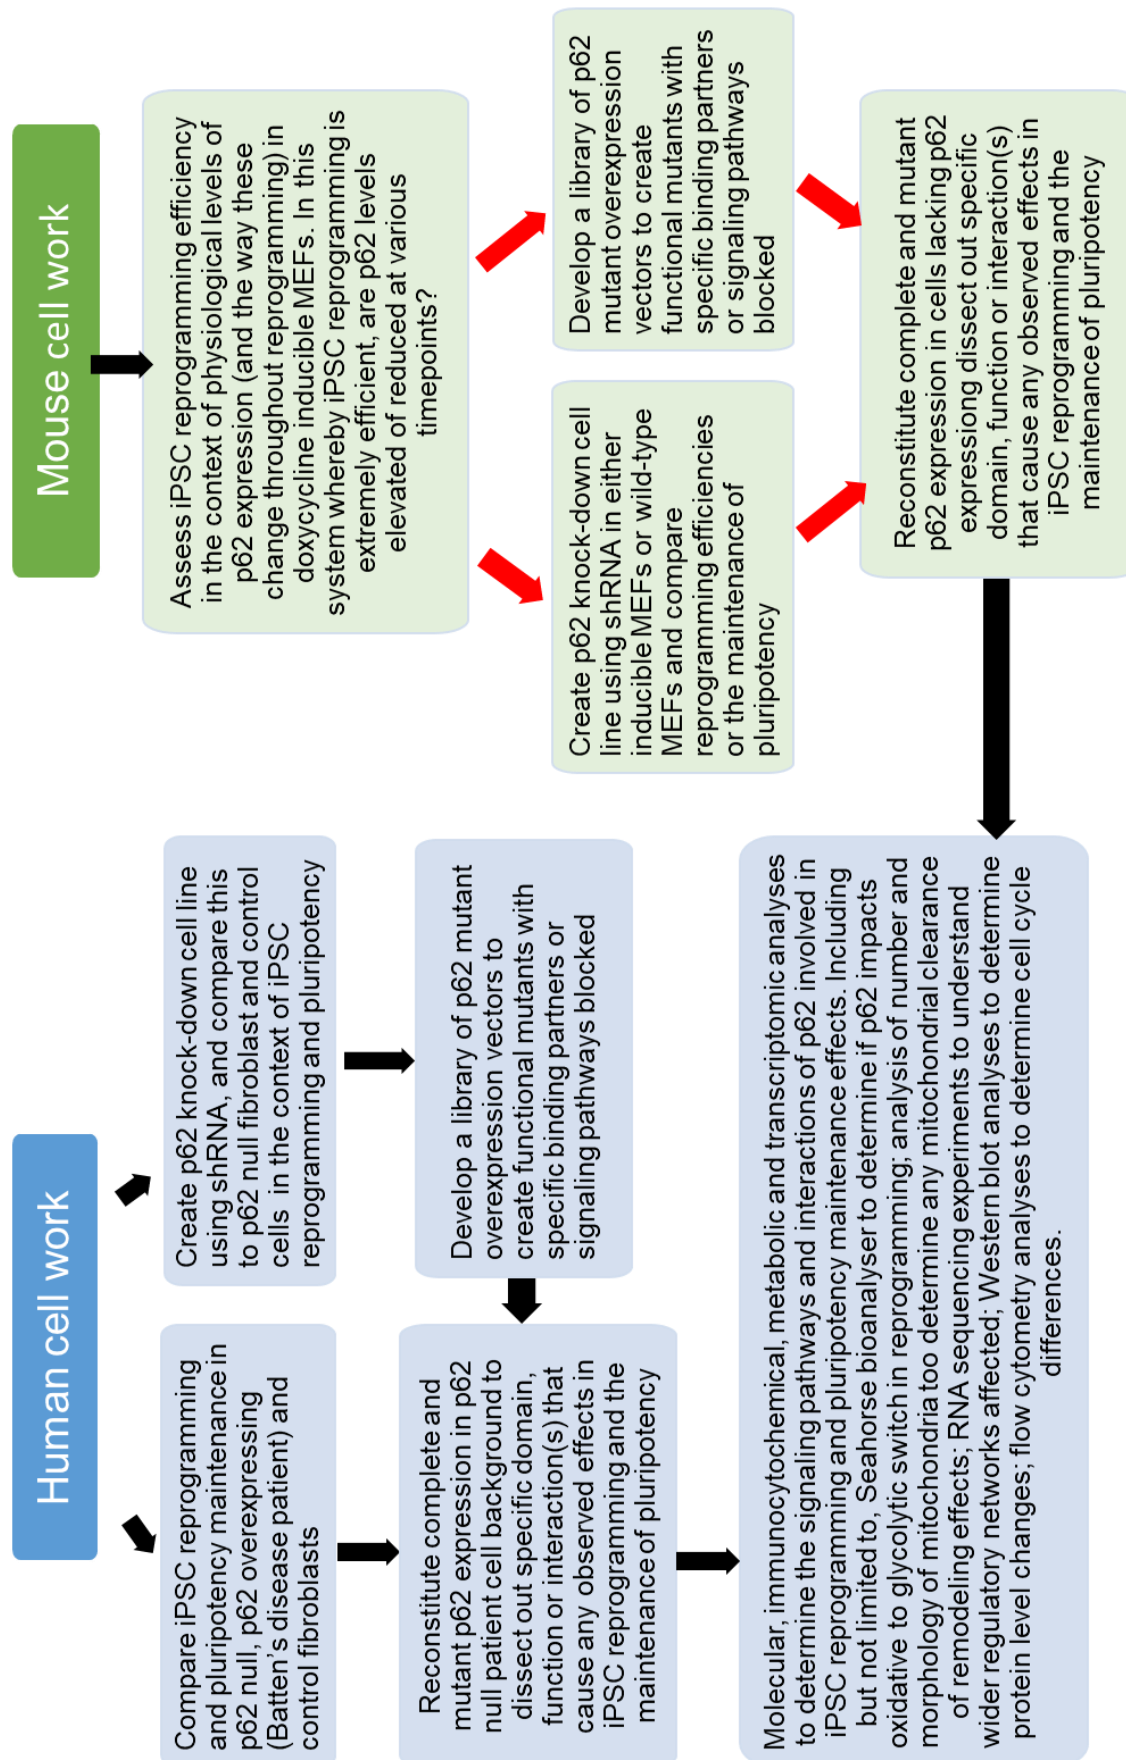 Human cell work
Compare iPSC reprogramming
and pluripotency maintenance in
p62 null, p62 overexpressing
(Batten's disease patient) and
control fibroblasts
Create p62 knock-down cell line
using shRNA, and compare this
to p62 null fibroblast and control
cells in the context of iPSC
reprogramming and pluripotency
Reconstitute complete and
mutant p62 expression in p62
null patient cell background to
dissect out specific domain,
function or interaction(s) that
cause any observed effects in
iPSC reprogramming and the
maintenance of pluripotency
Develop a library of p62 mutant
overexpression vectors to
create functional mutants with
specific binding partners or
signaling pathways blocked
Molecular, immunocytochemical, metabolic and transcriptomic analyses
to determine the signaling pathways and interactions of p62 involved in
iPSC reprogramming and pluripotency maintenance effects. Including
but not limited to, Seahorse bioanalyser to determine if p62 impacts
oxidative to glycolytic switch in reprogramming; analysis of number and
morphology of mitochondria too determine any mitochondrial clearance
of remodeling effects; RNA sequencing experiments to understand
wider regulatory networks affected; Western blot analyses to determine
protein level changes; flow cytometry analyses to determine cell cycle
differences.
Mouse cell work
Assess iPSC reprogramming efficiency
in the context of physiological levels of
p62 expression (and the way these
change throughout reprogramming) in
doxycycline inducible MEFs. In this
system whereby iPSC reprogramming is
extremely efficient, are p62 levels
elevated of reduced at various
timepoints?
Create p62 knock-down cell
line using shRNA in either
inducible MEFs or wild-type
MEFs and compare
reprogramming efficiencies
or the maintenance of
pluripotency
Develop a library of p62
mutant overexpression
vectors to create
functional mutants with
specific binding partners
or signaling pathways
blocked
Reconstitute complete and mutant
p62 expression in cells lacking p62
expressiong dissect out specific
domain, function or interaction(s)
that cause any observed effects in
iPSC reprogramming and the
maintenance of pluripotency